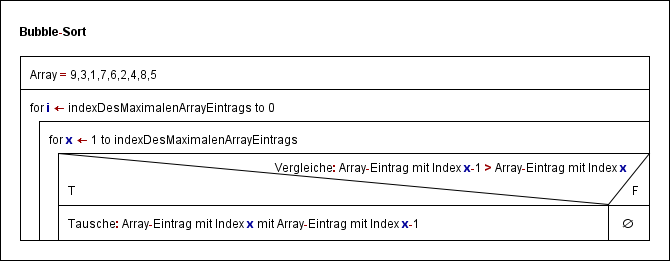 Bubble-Sort
Array = 9,3,1,7,6,2,4,8,5
for i ← indexDesMaximalenArrayEintrags to 0
for x ← 1 to indexDesMaximalenArrayEintrags
Vergleiche: Array-Eintrag mit Index x-1 > Array-Eintrag mit Index x
T F
Tausche: Array-Eintrag mit Index x mit Array-Eintrag mit Index x-1 ∅